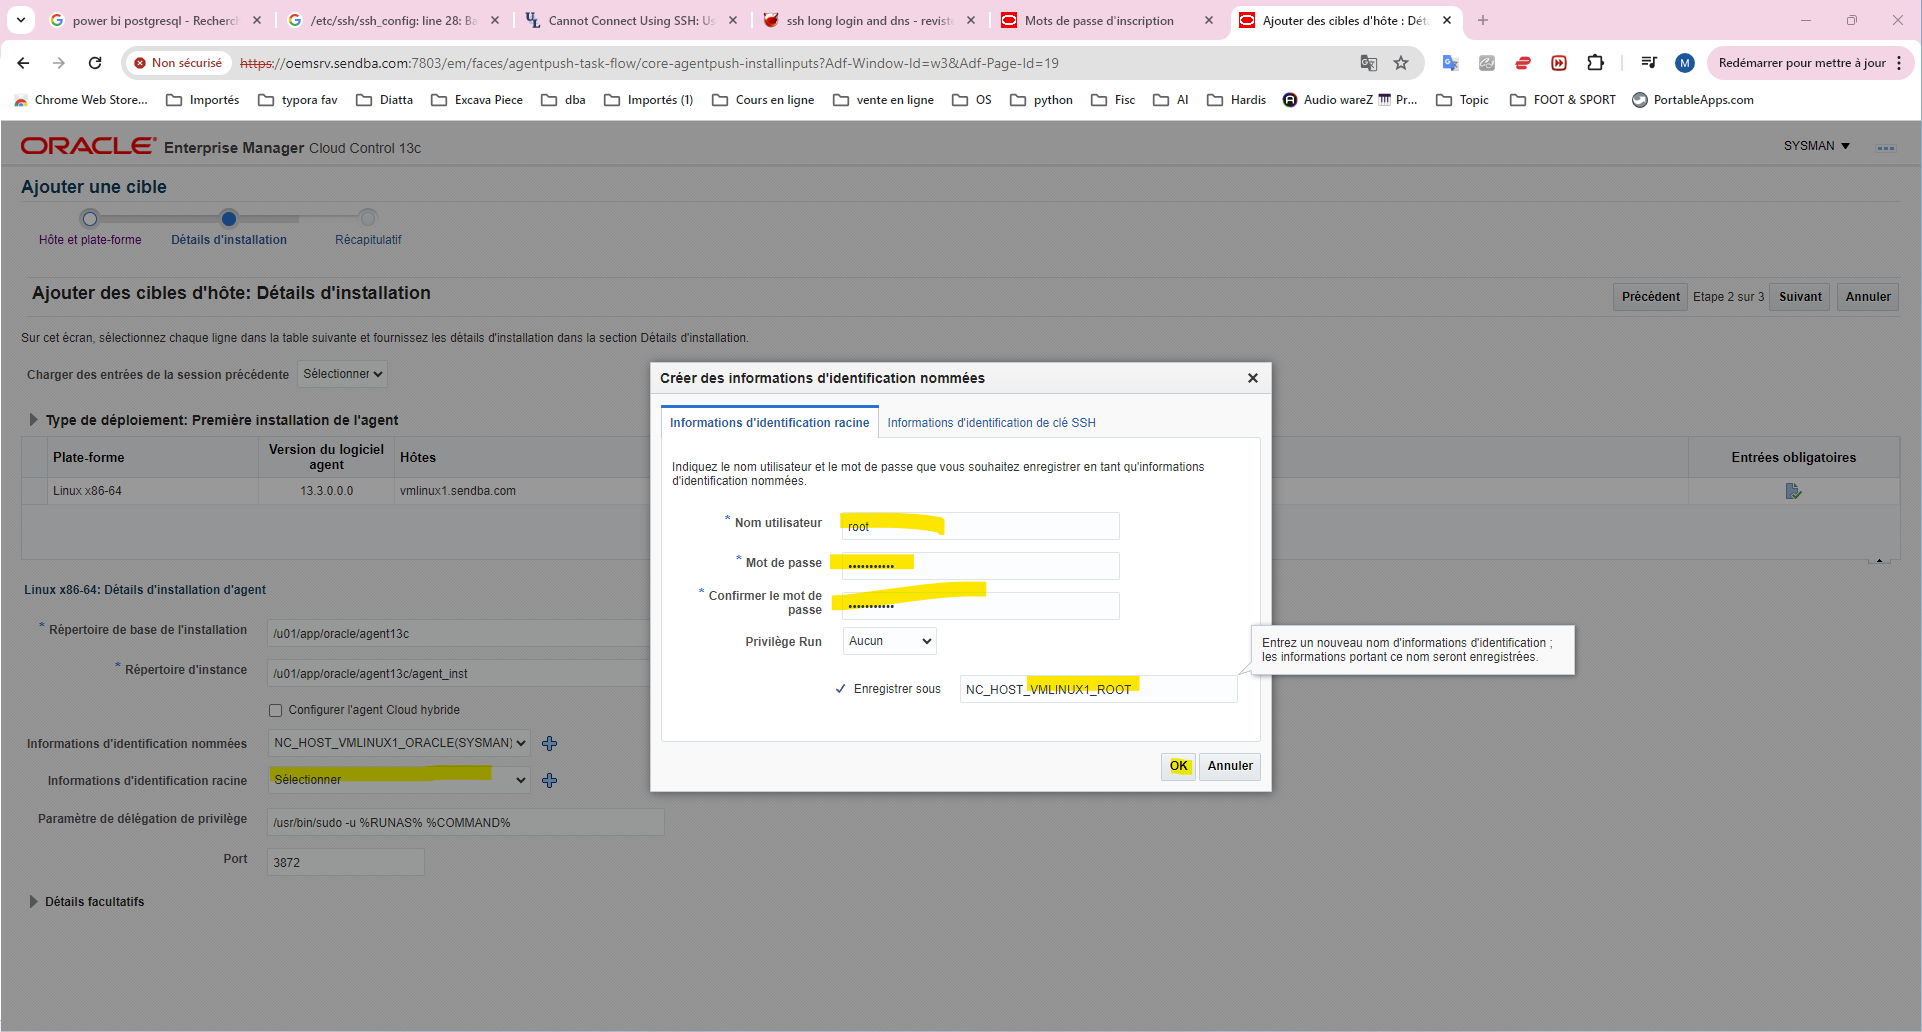 power bi postgresql - Recherch
/etc/ssh/ssh_config: line 28: Ba
Cannot Connect Using SSH: Us
ssh long login and dns - reviste
Mots de passe d'inscription
Ajouter des cibles d'hôte : Déta
Non sécurisé
https://oemsrv.sendba.com:7803/em/faces/agentpush-task-flow/core-agentpush-installinputs?Adf-Window-Id=w3&Adf-Page-Id=19
M
Redémarrer pour mettre à jour
Chrome Web Store...
Importés
typora fav
Diatta
Excava Piece
dba
Importés (1)
Cours en ligne
vente en ligne
OS
python
Fisc
AI
Hardis
Audio wareZ
Pr...
Topic
FOOT & SPORT
PortableApps.com
ORACLE Enterprise Manager Cloud Control 13c
SYSMAN
Ajouter une cible
Hôte et plate-forme
Détails d'installation
Récapitulatif
Ajouter des cibles d'hôte: Détails d'installation
Précédent
Etape 2 sur 3
Suivant
Annuler
Sur cet écran, sélectionnez chaque ligne dans la table suivante et fournissez les détails d'installation dans la section Détails d'installation.
Charger des entrées de la session précédente
Sélectionner
Type de déploiement: Première installation de l'agent
Plate-forme
Version du logiciel agent
Hôtes
Entrées obligatoires
Linux x86-64
13.3.0.0.0
vmlinux1.sendba.com
Linux x86-64: Détails d'installation d'agent
* Répertoire de base de l'installation
/u01/app/oracle/agent13c
* Répertoire d'instance
/u01/app/oracle/agent13c/agent_inst
Configurer l'agent Cloud hybride
Informations d'identification nommées
NC_HOST_VMLINUX1_ORACLE(SYSMAN)
Informations d'identification racine
Sélectionner
Paramètre de délégation de privilège
/usr/bin/sudo -u %RUNAS% %COMMAND%
Port
3872
Détails facultatifs
Créer des informations d'identification nommées
Informations d'identification racine
Informations d'identification de clé SSH
Indiquez le nom utilisateur et le mot de passe que vous souhaitez enregistrer en tant qu'informations
d'identification nommées.
* Nom utilisateur
root
* Mot de passe
•••••••••••
* Confirmer le mot de
passe
•••••••••••
Privilège Run
Aucun
Enregistrer sous
NC_HOST_VMLINUX1_ROOT
OK
Annuler
Entrez un nouveau nom d'informations d'identification ;
les informations portant ce nom seront enregistrées.